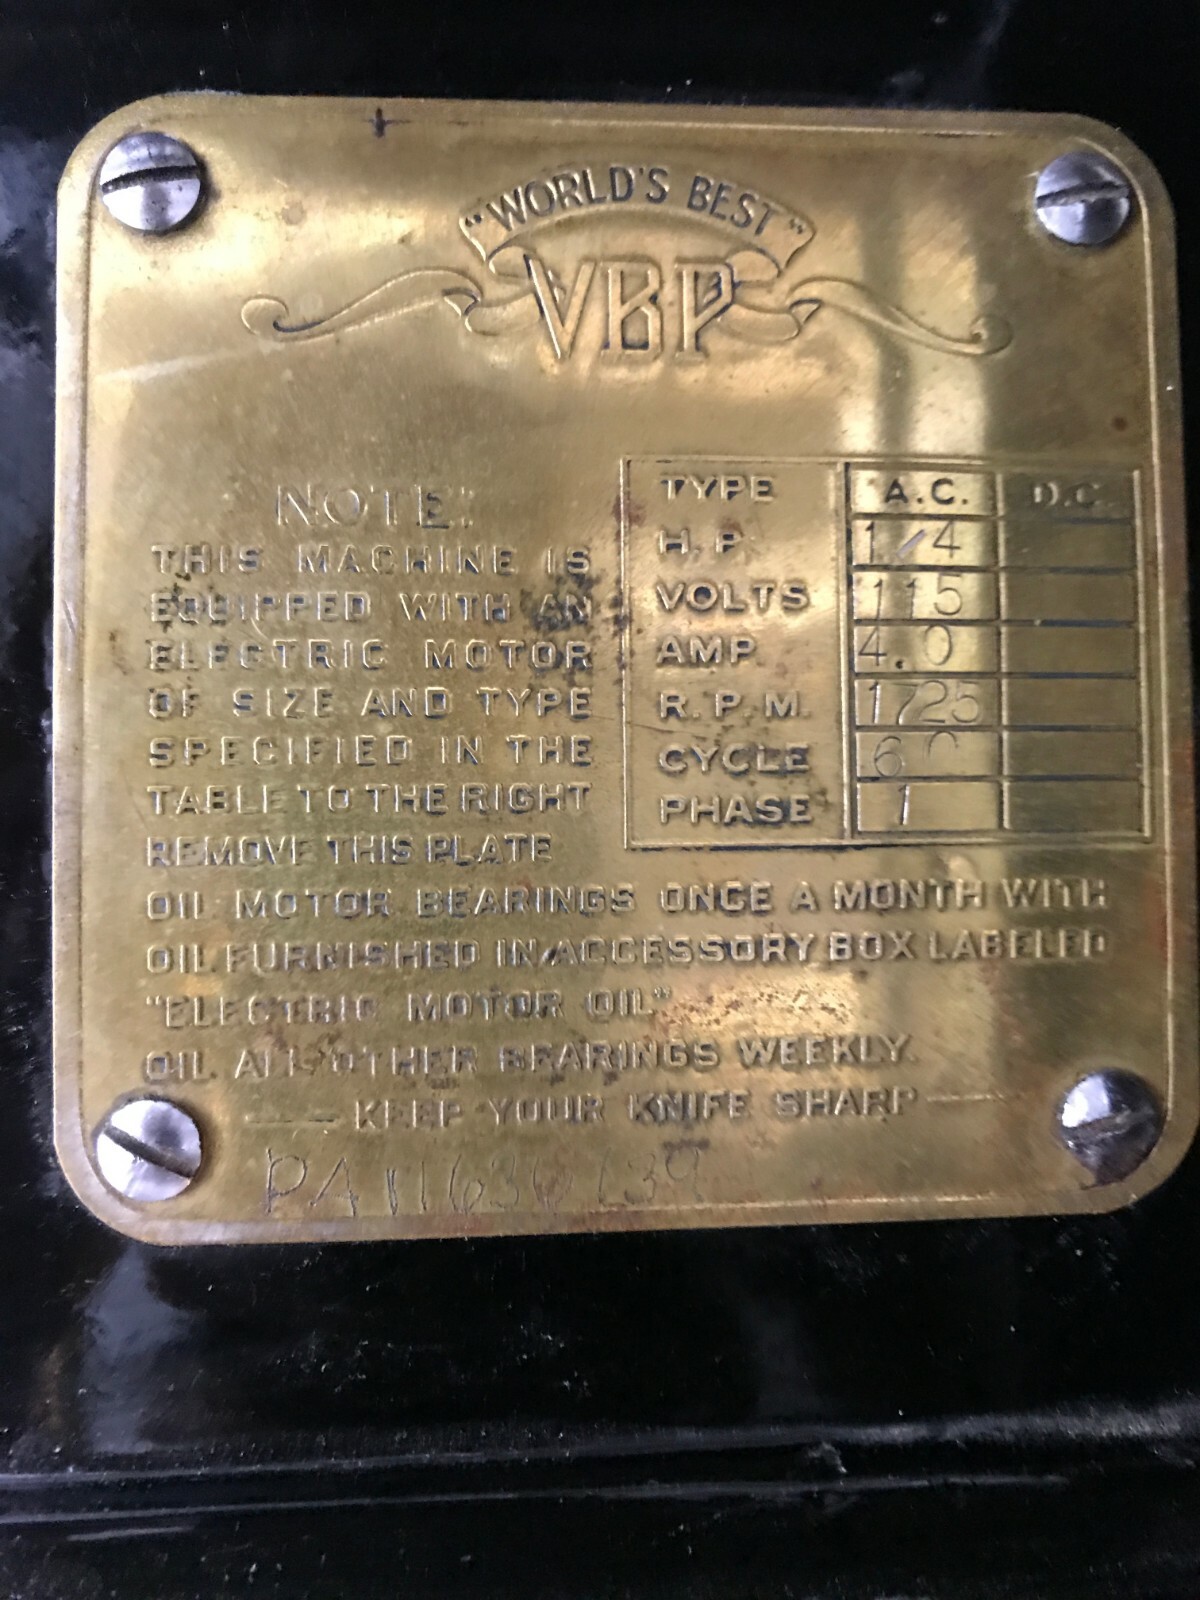 "WORLD'S BEST"
VBP
NOTE:
THIS MACHINE IS
EQUIPPED WITH AN
ELECTRIC MOTOR
OF SIZE AND TYPE
SPECIFIED IN THE
TABLE TO THE RIGHT
REMOVE THIS PLATE
TYPE A.C. D.C.
H.P. 1/4
VOLTS 115
AMP. 4.0
R.P.M. 1725
CYCLE 60
PHASE 1
OIL MOTOR BEARINGS ONCE A MONTH WITH
OIL FURNISHED IN ACCESSORY BOX LABELED
"ELECTRIC MOTOR OIL"
OIL ALL OTHER BEARINGS WEEKLY.
KEEP YOUR KNIFE SHARP